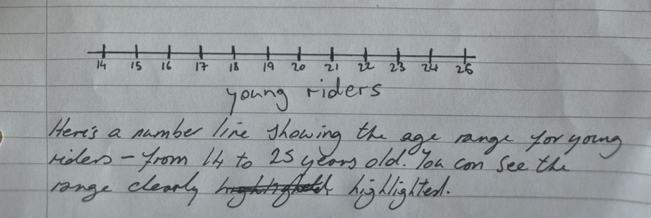 14 15 16 17 18 19 20 21 22 23 24 25
young riders
Here's a number line showing the age range for young
riders – from 14 to 25 years old. You can see the
range clearly highlighted.